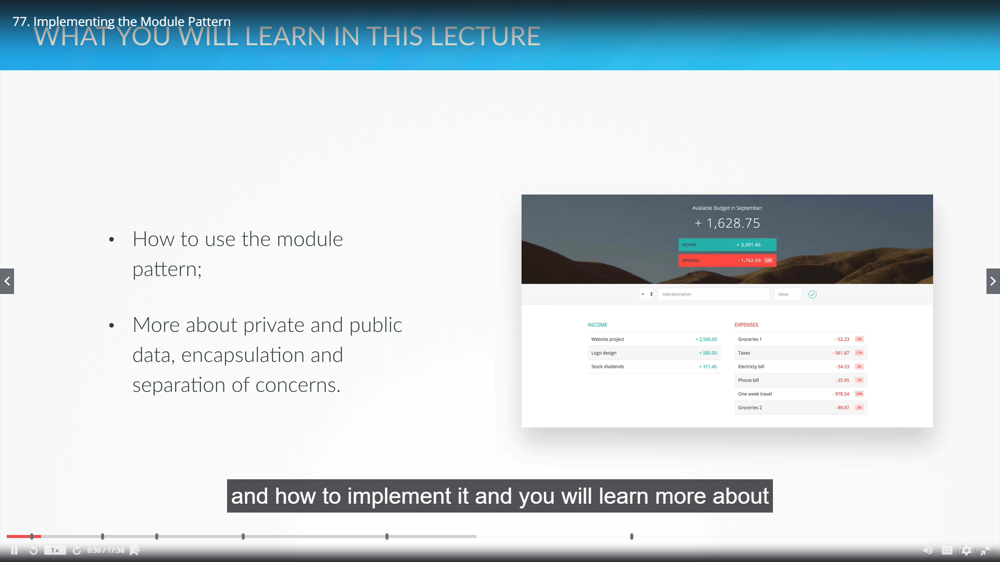 77. Implementing the Module Pattern
WHAT YOU WILL LEARN IN THIS LECTURE
• How to use the module
pattern;
• More about private and public
data, encapsulation and
separation of concerns.
Available Budget in September:
+ 1,628.75
INCOME + 3,391.45
EXPENSES - 1,762.69 52%
+ Add description Value
INCOME
Website project + 2,500.00
Logo design + 580.00
Stock dividends + 311.45
EXPENSES
Groceries 1 - 52.23 2%
Taxes - 561.87 17%
Electricty bill - 54.23 2%
Phone bill - 25.95 1%
One week travel - 978.54 29%
Groceries 2 - 89.87 3%
and how to implement it and you will learn more about
1× 0:36 / 17:38 CC